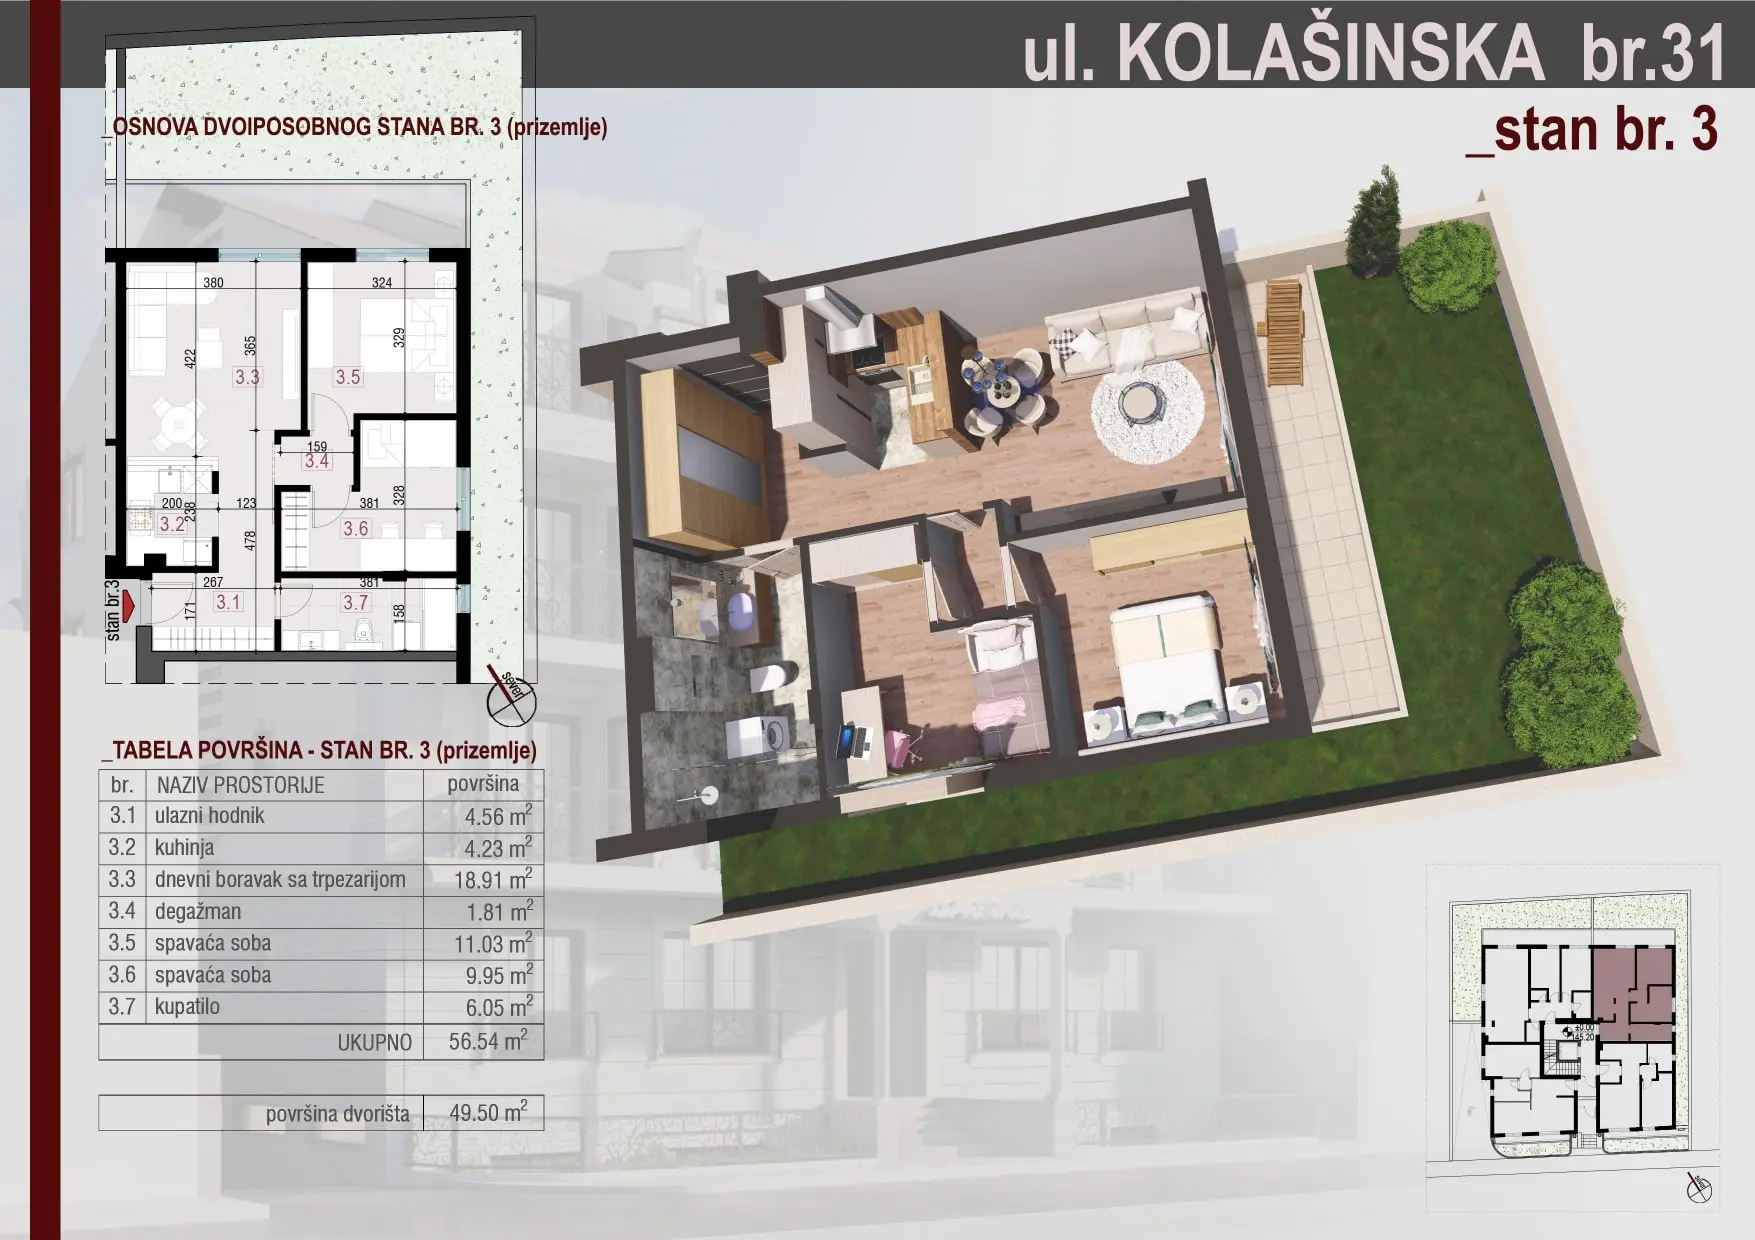 ul. KOLAŠINSKA br.31
_stan br. 3
_OSNOVA DVOIPOSOBNOG STANA BR. 3 (prizemlje)
380
324
422
365
329
3.3
3.5
159
3.4
200
238
123
381
328
3.2
3.6
478
267
381
3.1
3.7
171
158
stan br.3
sever
_TABELA POVRŠINA - STAN BR. 3 (prizemlje)
br. NAZIV PROSTORIJE površina
3.1 ulazni hodnik 4.56 m²
3.2 kuhinja 4.23 m²
3.3 dnevni boravak sa trpezarijom 18.91 m²
3.4 degažman 1.81 m²
3.5 spavaća soba 11.03 m²
3.6 spavaća soba 9.95 m²
3.7 kupatilo 6.05 m²
UKUPNO 56.54 m²
površina dvorišta 49.50 m²
±0.00
145.20
sever